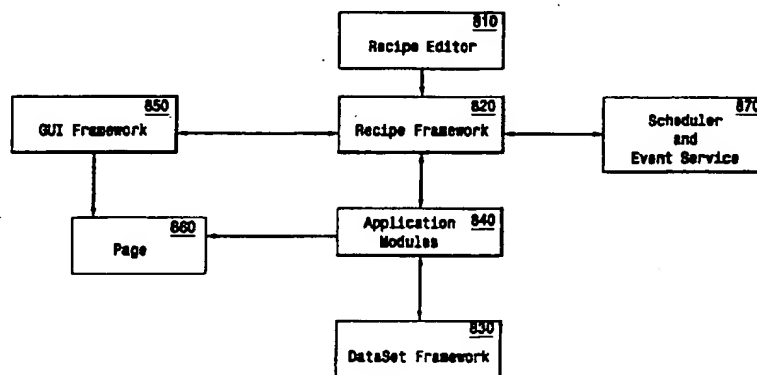 810
Recipe Editor
850
GUI Framework
820
Recipe Framework
870
Scheduler
and
Event Service
860
Page
840
Application
Modules
830
DataSet Framework